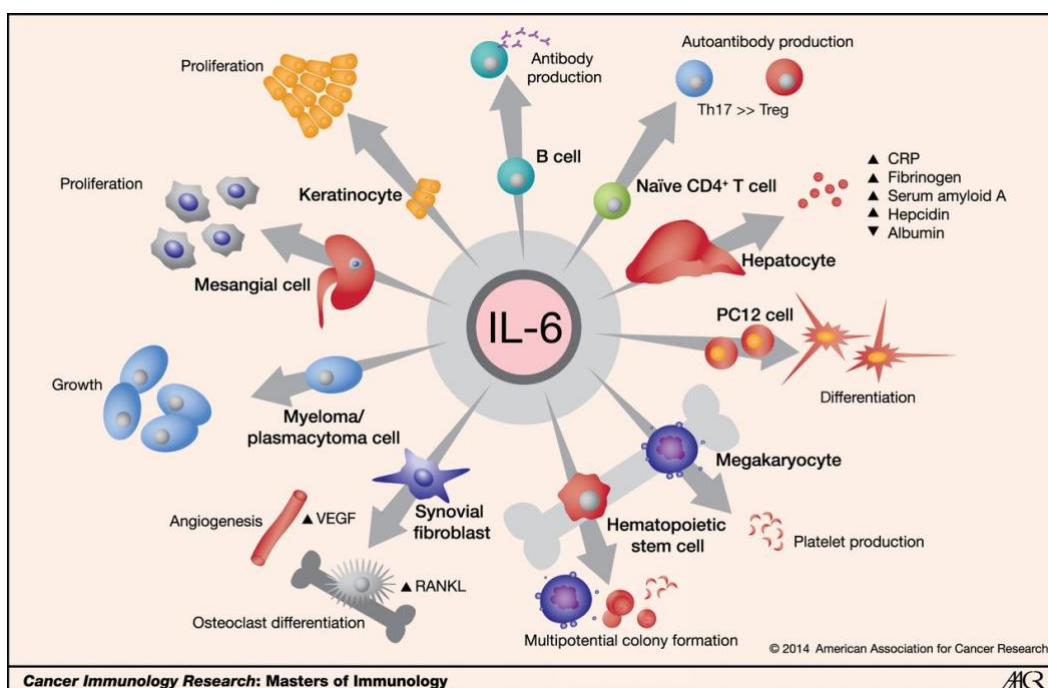 Proliferation
Antibody
production
Autoantibody production
Th17 >> Treg
B cell
Keratinocyte
Naïve CD4⁺ T cell
▲ CRP
▲ Fibrinogen
▲ Serum amyloid A
▲ Hepcidin
▼ Albumin
Hepatocyte
Proliferation
Mesangial cell
IL-6
PC12 cell
Differentiation
Growth
Myeloma/
plasmacytoma cell
Megakaryocyte
Platelet production
Synovial
fibroblast
Angiogenesis
▲ VEGF
▲ RANKL
Osteoclast differentiation
Hematopoietic
stem cell
Multipotential colony formation
© 2014 American Association for Cancer Research
Cancer Immunology Research: Masters of Immunology
AACR